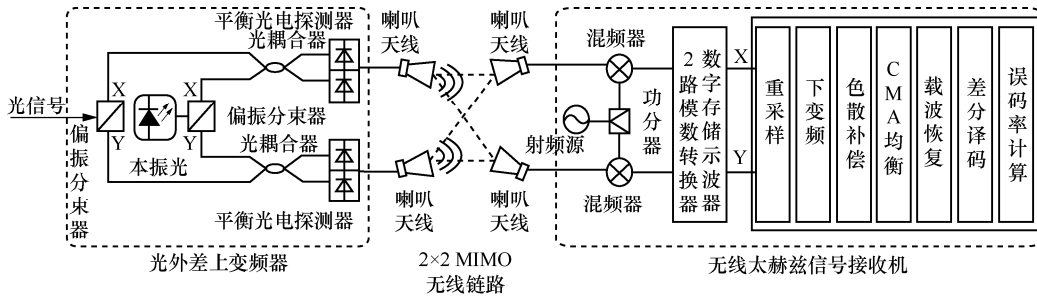 光信号
偏振分束器
X
Y
本振光
X
Y
偏振分束器
平衡光电探测器
光耦合器
光耦合器
平衡光电探测器
光外差上变频器
喇叭
天线
喇叭
天线
喇叭
天线
喇叭
天线
2×2 MIMO
无线链路
混频器
射频源
功分器
混频器
2路模数转换器
数字存储示波器
X
Y
重采样
下变频
色散补偿
CMA均衡
载波恢复
差分译码
误码率计算
无线太赫兹信号接收机